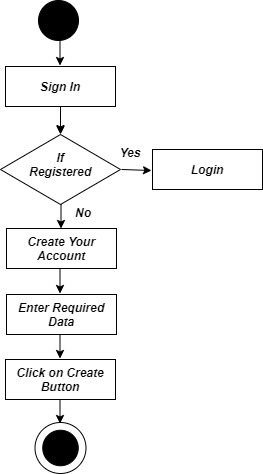 Sign In
If
Registered
Yes
Login
No
Create Your
Account
Enter Required
Data
Click on Create
Button